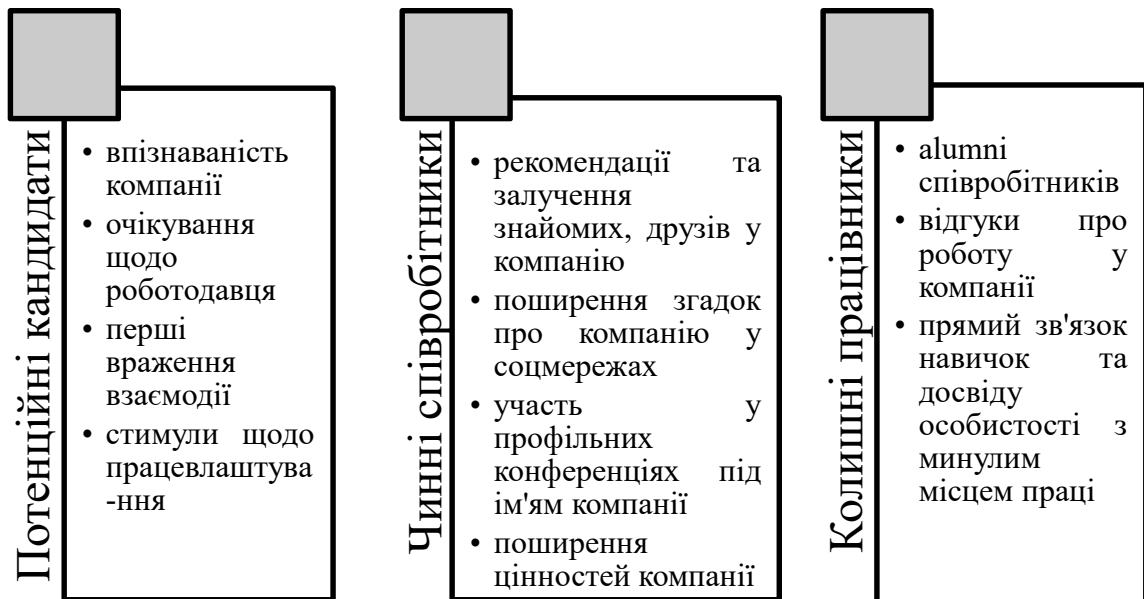 Потенційні кандидати
• впізнаваність
компанії
• очікування
щодо
роботодавця
• перші
враження
взаємодії
• стимули щодо
працевлаштува
-ння
Чинні співробітники
• рекомендації та
залучення
знайомих, друзів у
компанію
• поширення згадок
про компанію у
соцмережах
• участь у
профільних
конференціях під
ім'ям компанії
• поширення
цінностей компанії
Колишні працівники
• alumni
співробітників
• відгуки про
роботу у
компанії
• прямий зв'язок
навичок та
досвіду
особистості з
минулим
місцем праці